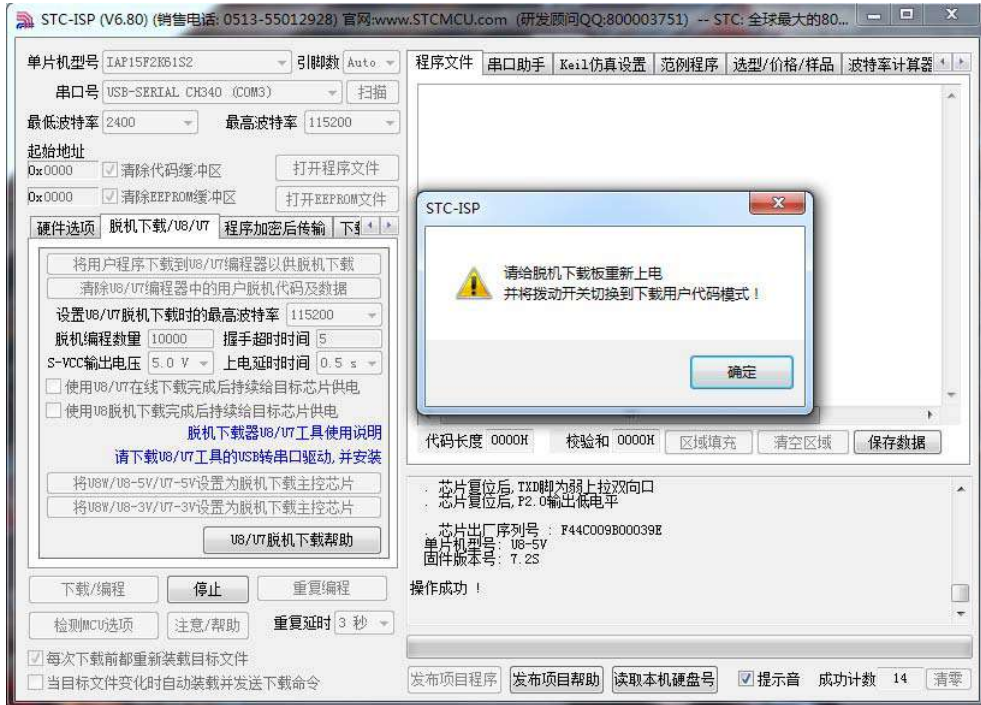 STC-ISP (V6.80) (销售电话: 0513-55012928) 官网:www.STCMCU.com (研发顾问QQ:800003751) -- STC: 全球最大的80...
单片机型号 IAP15F2K61S2 引脚数 Auto
串口号 USB-SERIAL CH340 (COM3) 扫描
最低波特率 2400 最高波特率 115200
起始地址
0x0000 清除代码缓冲区 打开程序文件
0x0000 清除EEPROM缓冲区 打开EEPROM文件
硬件选项 脱机下载/U8/U7 程序加密后传输 下载
将用户程序下载到U8/U7编程器以供脱机下载
清除U8/U7编程器中的用户脱机代码及数据
设置U8/U7脱机下载时的最高波特率 115200
脱机编程数量 10000 握手超时时间 5
S-VCC输出电压 5.0 V 上电延时时间 0.5 s
使用U8/U7在线下载完成后持续给目标芯片供电
使用U8脱机下载完成后持续给目标芯片供电
脱机下载器U8/U7工具使用说明
请下载U8/U7工具的USB转串口驱动,并安装
将U8W/U8-5V/U7-5V设置为脱机下载主控芯片
将U8W/U8-3V/U7-3V设置为脱机下载主控芯片
U8/U7脱机下载帮助
下载/编程 停止 重复编程
检测MCU选项 注意/帮助 重复延时 3 秒
每次下载前都重新装载目标文件
当目标文件变化时自动装载并发送下载命令
程序文件 串口助手 Keil仿真设置 范例程序 选型/价格/样品 波特率计算器
STC-ISP
请给脱机下载板重新上电
并将拨动开关切换到下载用户代码模式!
确定
代码长度 0000H 校验和 0000H 区域填充 清空区域 保存数据
. 芯片复位后,TXD脚为弱上拉双向口
. 芯片复位后,P2.0输出低电平
. 芯片出厂序列号 : F44C009B00039E
单片机型号: U8-5V
固件版本号: 7.2S
操作成功 !
发布项目程序 发布项目帮助 读取本机硬盘号 提示音 成功计数 14 清零